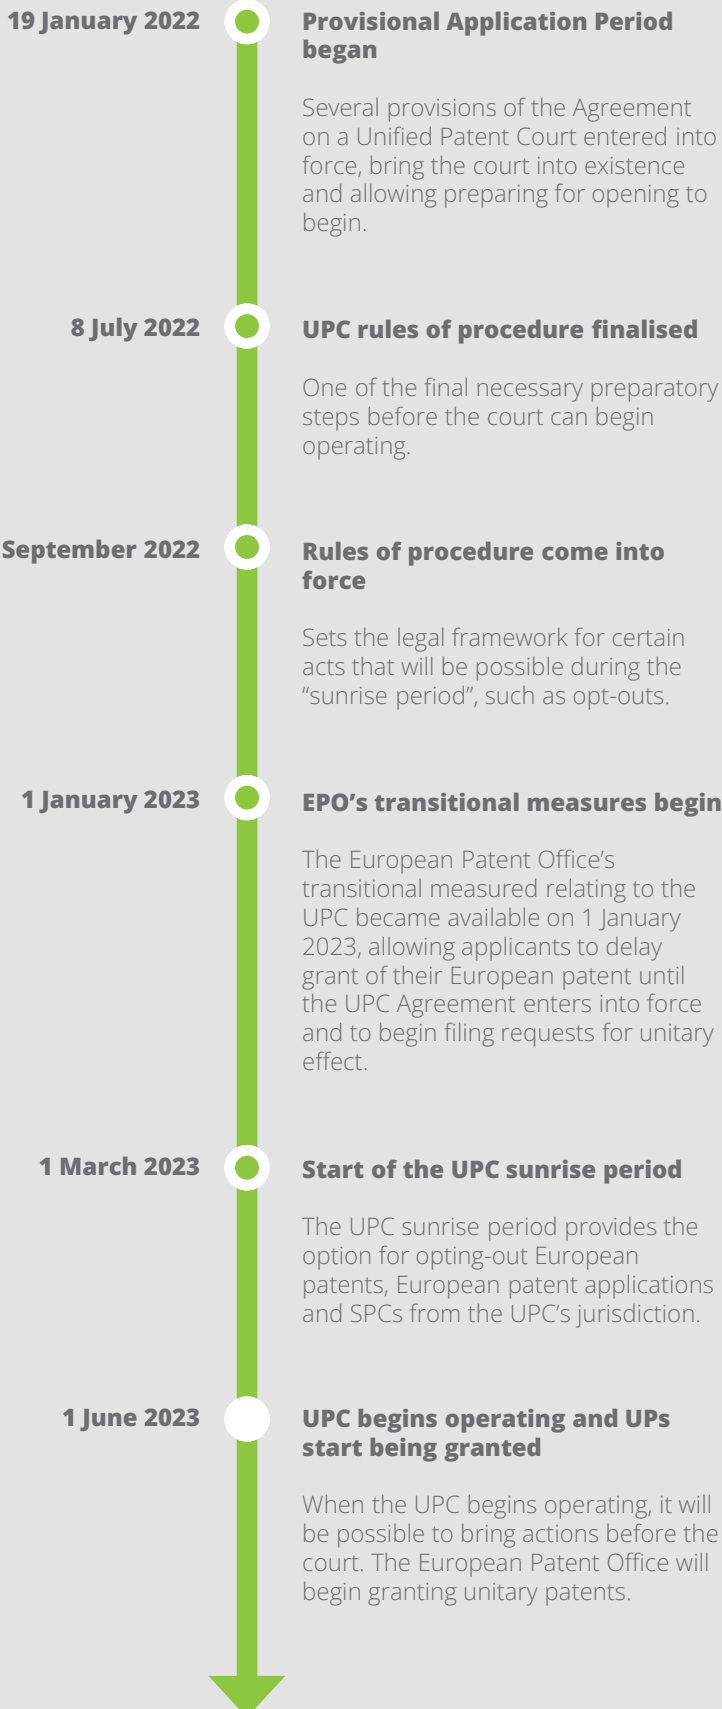 19 January 2022
Provisional Application Period
began
Several provisions of the Agreement
on a Unified Patent Court entered into
force, bring the court into existence
and allowing preparing for opening to
begin.
8 July 2022
UPC rules of procedure finalised
One of the final necessary preparatory
steps before the court can begin
operating.
September 2022
Rules of procedure come into
force
Sets the legal framework for certain
acts that will be possible during the
“sunrise period”, such as opt-outs.
1 January 2023
EPO’s transitional measures begin
The European Patent Office’s
transitional measured relating to the
UPC became available on 1 January
2023, allowing applicants to delay
grant of their European patent until
the UPC Agreement enters into force
and to begin filing requests for unitary
effect.
1 March 2023
Start of the UPC sunrise period
The UPC sunrise period provides the
option for opting-out European
patents, European patent applications
and SPCs from the UPC’s jurisdiction.
1 June 2023
UPC begins operating and UPs
start being granted
When the UPC begins operating, it will
be possible to bring actions before the
court. The European Patent Office will
begin granting unitary patents.